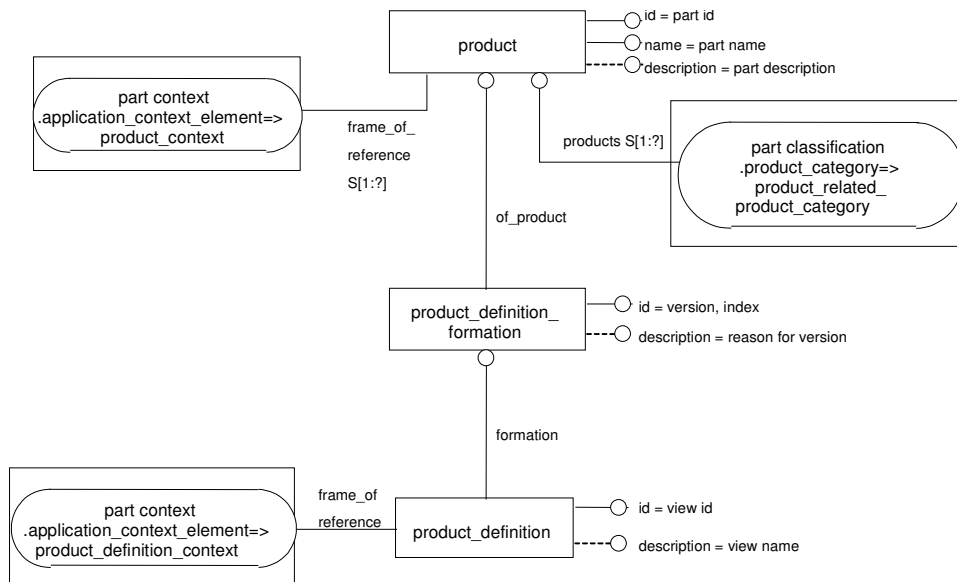 product
id = part id
name = part name
description = part description
part context
.application_context_element=>
product_context
frame_of_
reference
S[1:?]
products S[1:?]
part classification
.product_category=>
product_related_
product_category
of_product
product_definition_
formation
id = version, index
description = reason for version
formation
part context
.application_context_element=>
product_definition_context
frame_of
reference
product_definition
id = view id
description = view name